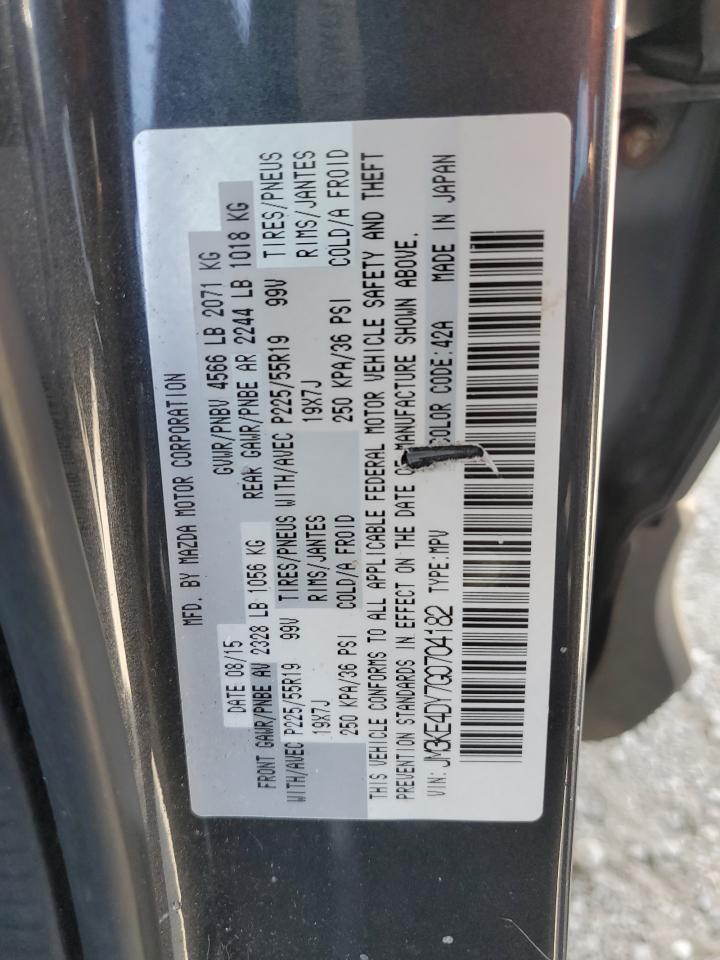 MFD. BY MAZDA MOTOR CORPORATION
DATE 08/15 GVWR/PNBV 4566 LB 2071 KG
FRONT GAWR/PNBE AV 2328 LB 1056 KG REAR GAWR/PNBE AR 2244 LB 1018 KG
WITH/AVEC P225/55R19 99V TIRES/PNEUS WITH/AVEC P225/55R19 99V TIRES/PNEUS
19X7J RIMS/JANTES 19X7J RIMS/JANTES
250 KPA/36 PSI COLD/A FROID 250 KPA/36 PSI COLD/A FROID
THIS VEHICLE CONFORMS TO ALL APPLICABLE FEDERAL MOTOR VEHICLE SAFETY AND THEFT
PREVENTION STANDARDS IN EFFECT ON THE DATE OF MANUFACTURE SHOWN ABOVE.
VIN: JM3KE4DY7G0704182 TYPE:MPV COLOR CODE:42A MADE IN JAPAN